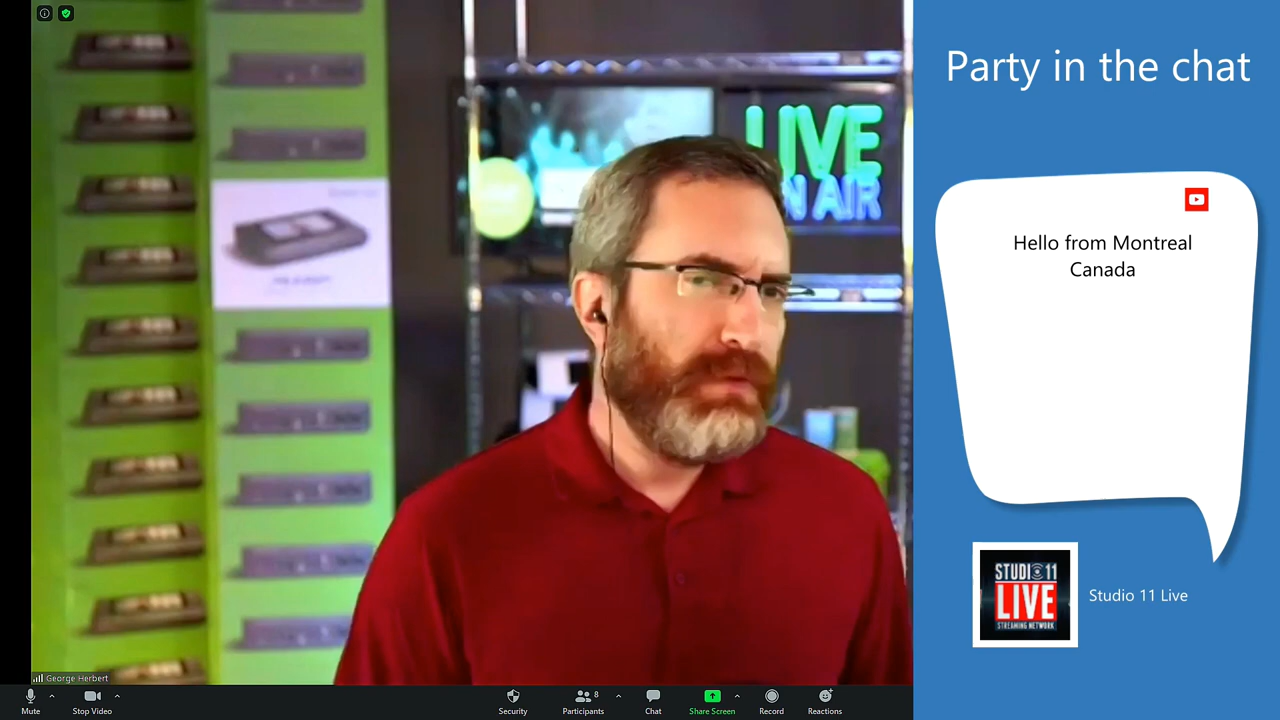 LIVE
N AIR
George Herbert
Mute
Stop Video
Security
8
Participants
Chat
Share Screen
Record
Reactions
Party in the chat
Hello from Montreal
Canada
STUDIO 11
LIVE
STREAMING NETWORK
Studio 11 Live